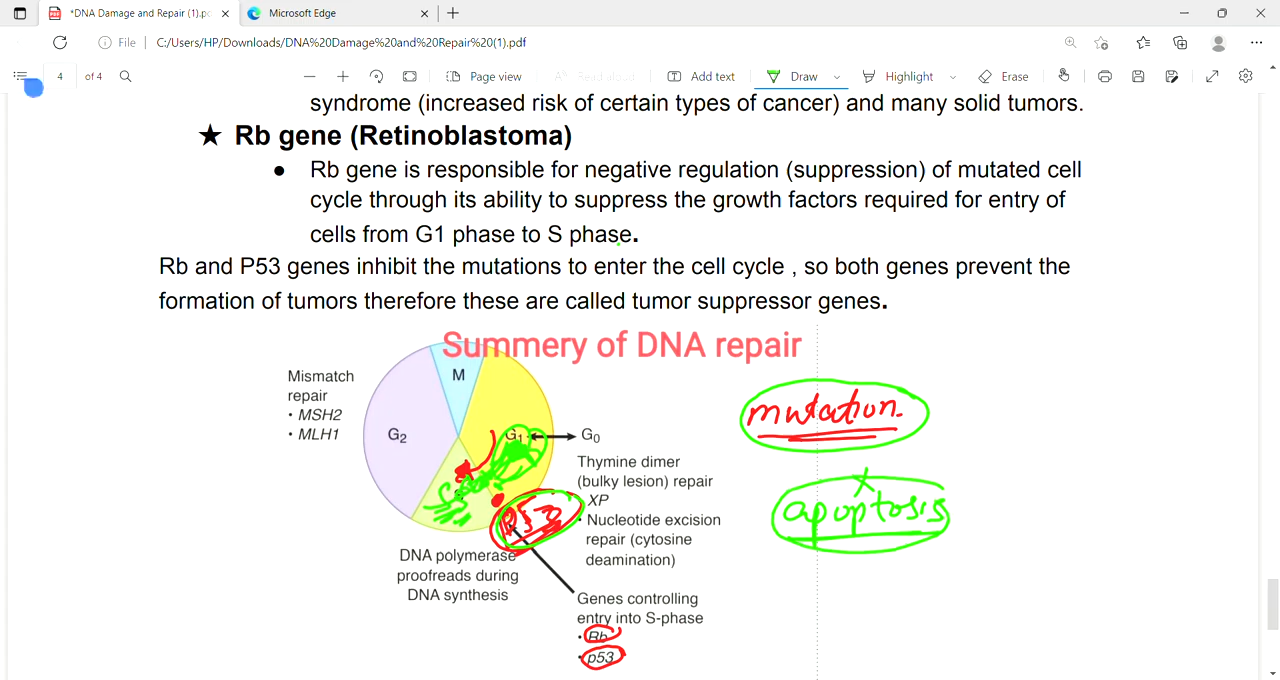 *DNA Damage and Repair (1).pd
Microsoft Edge
File
C:/Users/HP/Downloads/DNA%20Damage%20and%20Repair%20(1).pdf
4 of 4
Page view
Read aloud
Add text
Draw
Highlight
Erase
syndrome (increased risk of certain types of cancer) and many solid tumors.
★ Rb gene (Retinoblastoma)
● Rb gene is responsible for negative regulation (suppression) of mutated cell
cycle through its ability to suppress the growth factors required for entry of
cells from G1 phase to S phase.
Rb and P53 genes inhibit the mutations to enter the cell cycle , so both genes prevent the
formation of tumors therefore these are called tumor suppressor genes.
Summery of DNA repair
Mismatch
repair
• MSH2
• MLH1
M
G2
G1
G0
Thymine dimer
(bulky lesion) repair
XP
• Nucleotide excision
repair (cytosine
deamination)
P53
DNA polymerase
proofreads during
DNA synthesis
Genes controlling
entry into S-phase
• Rb
• p53
mutation.
apoptosis